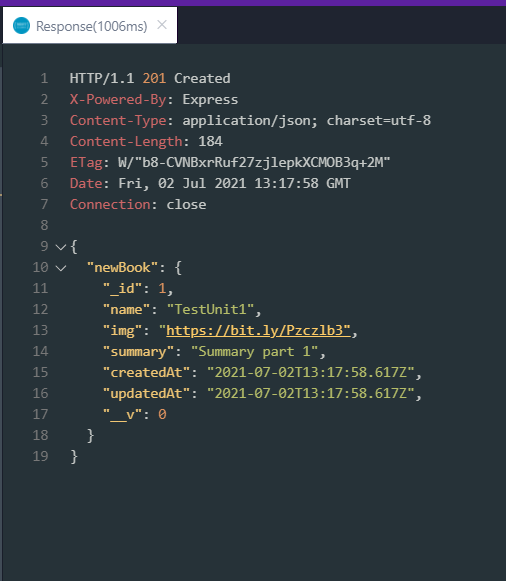 Response(1006ms) ×
1 HTTP/1.1 201 Created
2 X-Powered-By: Express
3 Content-Type: application/json; charset=utf-8
4 Content-Length: 184
5 ETag: W/"b8-CVNBxrRuf27zjlepkXCMOB3q+2M"
6 Date: Fri, 02 Jul 2021 13:17:58 GMT
7 Connection: close
8
9 {
10 "newBook": {
11 "_id": 1,
12 "name": "TestUnit1",
13 "img": "https://bit.ly/Pzczlb3",
14 "summary": "Summary part 1",
15 "createdAt": "2021-07-02T13:17:58.617Z",
16 "updatedAt": "2021-07-02T13:17:58.617Z",
17 "__v": 0
18 }
19 }